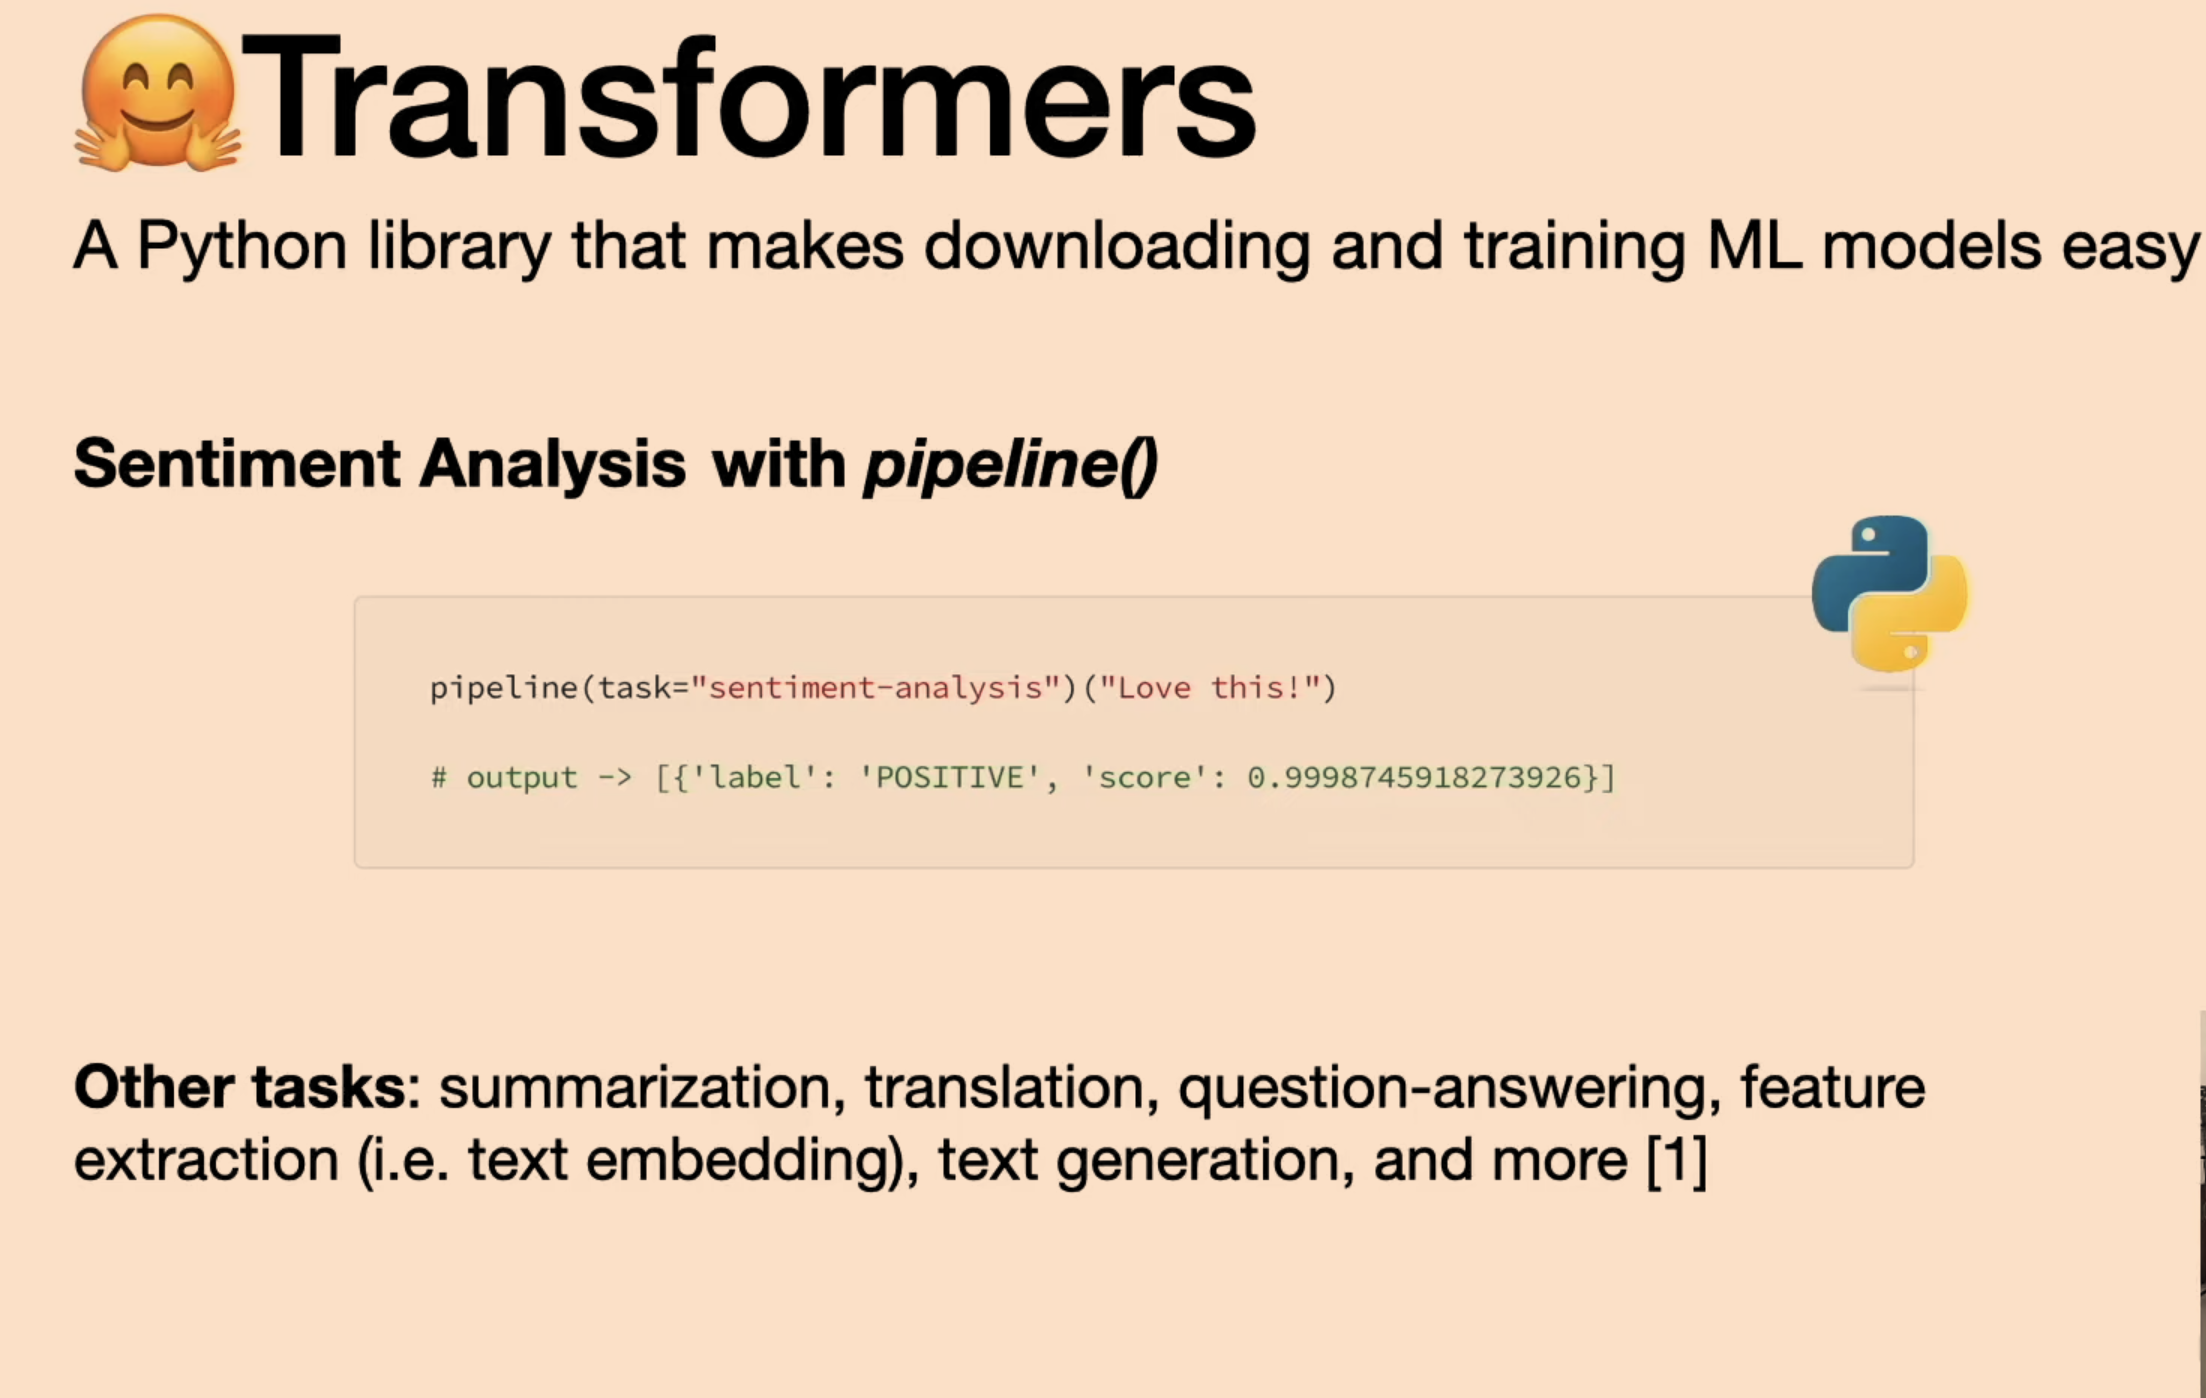 🤗Transformers
A Python library that makes downloading and training ML models easy
Sentiment Analysis with pipeline()
pipeline(task="sentiment-analysis")("Love this!")
# output -> [{'label': 'POSITIVE', 'score': 0.9998745918273926}]
Other tasks: summarization, translation, question-answering, feature
extraction (i.e. text embedding), text generation, and more [1]